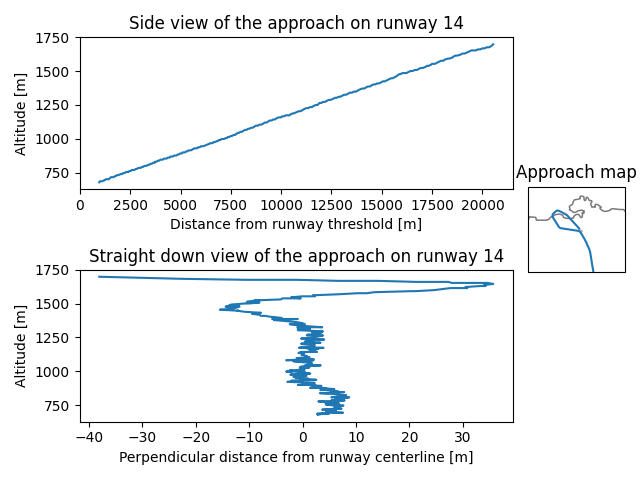 Side view of the approach on runway 14
1750
1500
1250
1000
750
Altitude [m]
0 2500 5000 7500 10000 12500 15000 17500 20000
Distance from runway threshold [m]
Approach map
Straight down view of the approach on runway 14
1750
1500
1250
1000
750
Altitude [m]
−40 −30 −20 −10 0 10 20 30
Perpendicular distance from runway centerline [m]